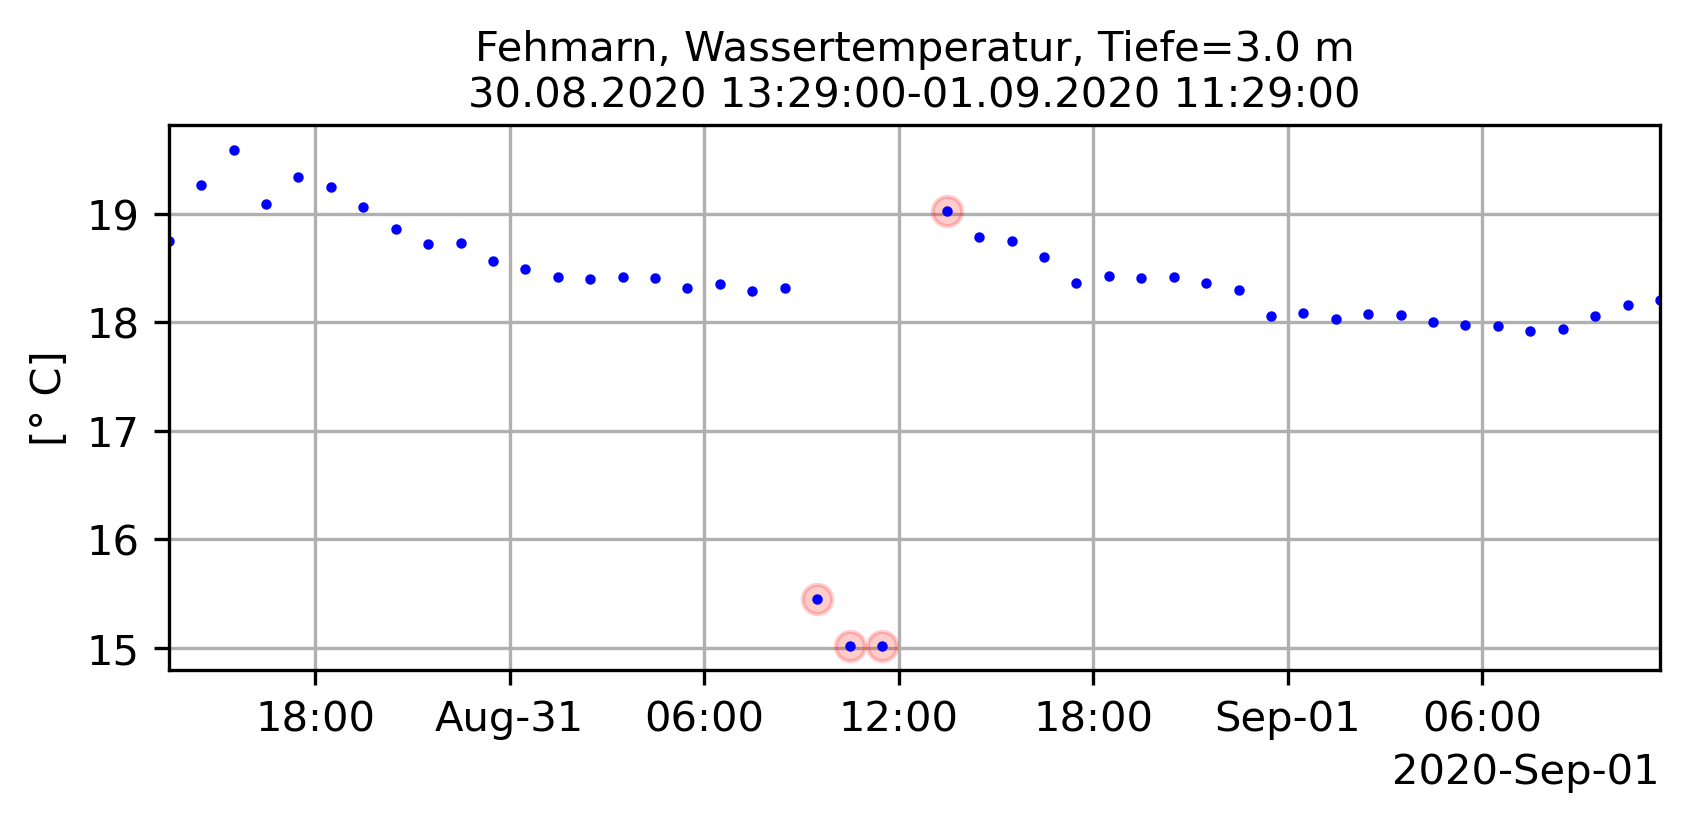 Fehmarn, Wassertemperatur, Tiefe=3.0 m
30.08.2020 13:29:00-01.09.2020 11:29:00
[° C]
19
18
17
16
15
18:00 Aug-31 06:00 12:00 18:00 Sep-01 06:00
2020-Sep-01